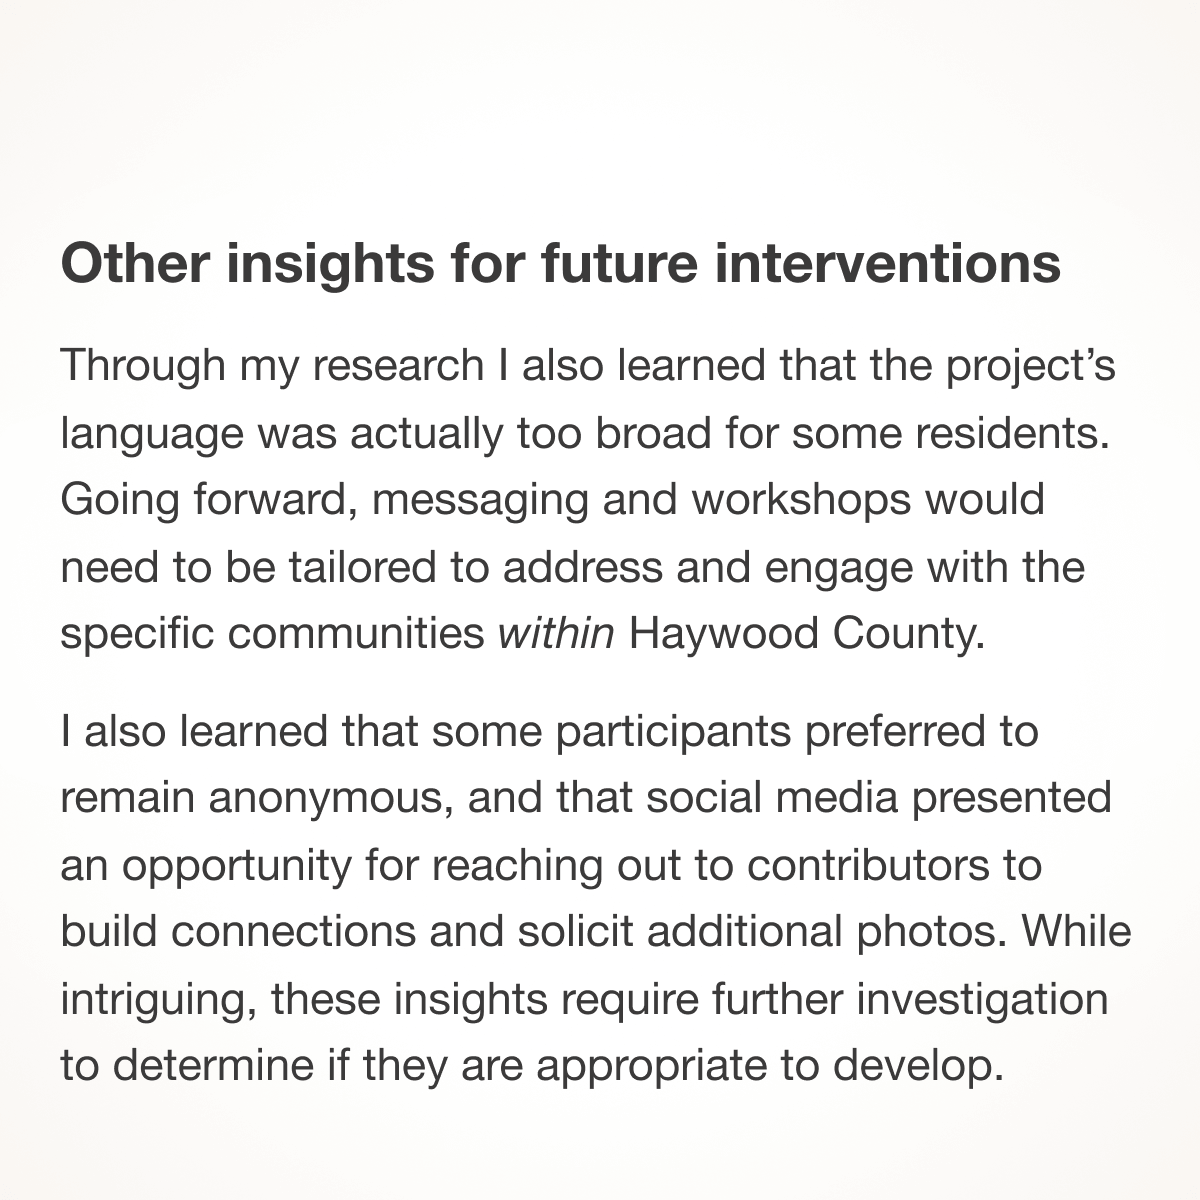 Other insights for future interventions
Through my research I also learned that the project’s
language was actually too broad for some residents.
Going forward, messaging and workshops would
need to be tailored to address and engage with the
specific communities within Haywood County.
I also learned that some participants preferred to
remain anonymous, and that social media presented
an opportunity for reaching out to contributors to
build connections and solicit additional photos. While
intriguing, these insights require further investigation
to determine if they are appropriate to develop.